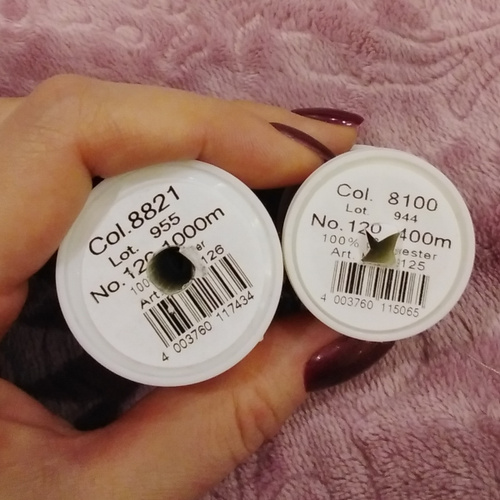 Col.8821
Lot. 955
No. 120 1000m
100
Art 126
4 003760 117434
Col. 8100
Lot 944
No. 120 400m
100%
Art 125
4 003760 115065